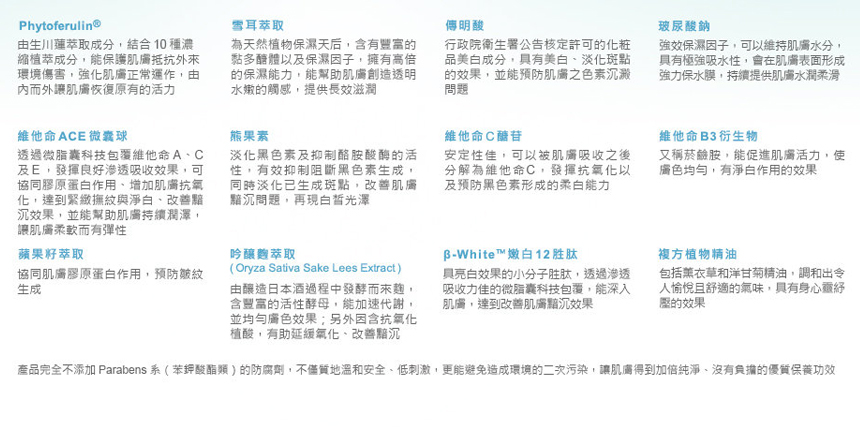 Phytoferulin®
由生川蓮萃取成分，結合 10 種濃
縮植萃成分，能保護肌膚抵抗外來
環境傷害，強化肌膚正常運作，由
內而外讓肌膚恢復原有的活力
雪耳萃取
為天然植物保濕天后，含有豐富的
黏多醣體以及保濕因子，擁有高倍
的保濕能力，能幫助肌膚創造透明
水嫩的觸感，提供長效滋潤
傳明酸
行政院衛生署公告核定許可的化粧
品美白成分，具有美白、淡化斑點
的效果，並能預防肌膚之色素沉澱
問題
玻尿酸鈉
強效保濕因子，可以維持肌膚水分，
具有極強吸水性，會在肌膚表面形成
強力保水膜，持續提供肌膚水潤柔滑
維他命 ACE 微囊球
透過微脂囊科技包覆維他命 A、C
及 E，發揮良好滲透吸收效果，可
協同膠原蛋白作用、增加肌膚抗氧
化，達到緊緻撫紋與淨白、改善黯
沉效果，並能幫助肌膚持續潤澤，
讓肌膚柔軟而有彈性
熊果素
淡化黑色素及抑制酪胺酸酶的活
性，有效抑制阻斷黑色素生成，
同時淡化已生成斑點，改善肌膚
黯沉問題，再現白皙光澤
維他命 C 醣苷
安定性佳，可以被肌膚吸收之後
分解為維他命 C，發揮抗氧化以
及預防黑色素形成的柔白能力
維他命 B3 衍生物
又稱菸鹼胺，能促進肌膚活力，使
膚色均勻，有淨白作用的效果
蘋果籽萃取
協同肌膚膠原蛋白作用，預防皺紋
生成
吟釀麴萃取
( Oryza Sativa Sake Lees Extract )
由釀造日本酒過程中發酵而來麴，
含豐富的活性酵母，能加速代謝，
並均勻膚色效果；另外因含抗氧化
植酸，有助延緩氧化、改善黯沉
β-White™ 嫩白 12 胜肽
具亮白效果的小分子胜肽，透過滲透
吸收力佳的微脂囊科技包覆，能深入
肌膚，達到改善肌膚黯沉效果
複方植物精油
包括薰衣草和洋甘菊精油，調和出令
人愉悅且舒適的氣味，具有身心靈紓
壓的效果
產品完全不添加 Parabens 系（苯鉀酸酯類）的防腐劑，不僅質地溫和安全、低刺激，更能避免造成環境的二次污染，讓肌膚得到加倍純淨、沒有負擔的優質保養功效